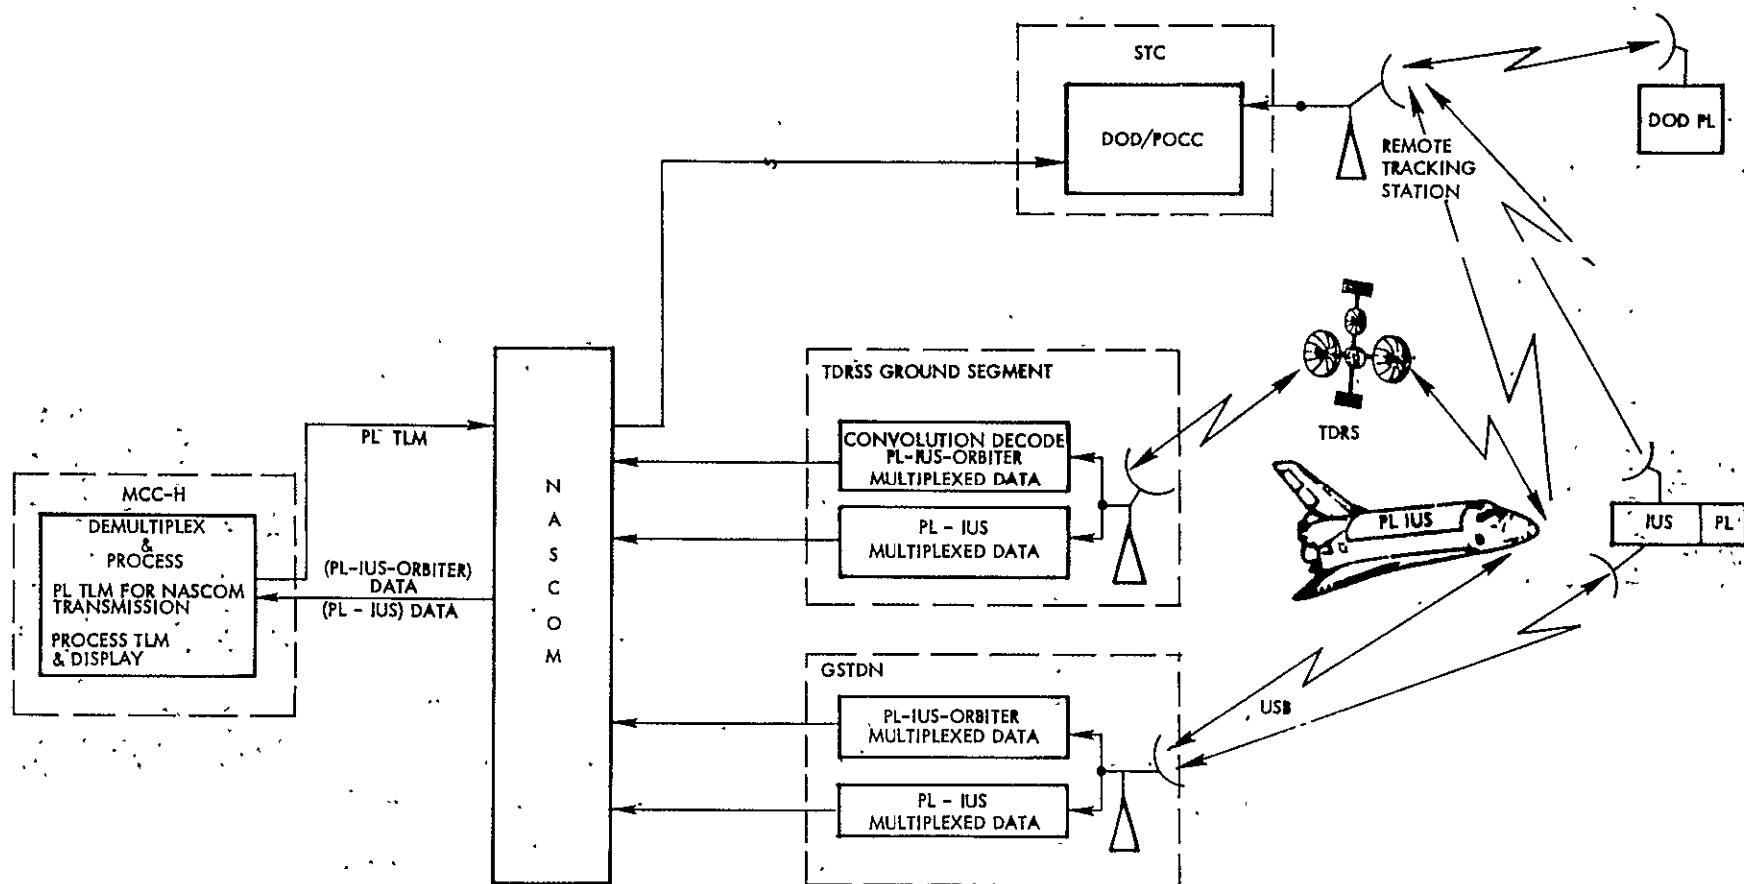 STC
DOD/POCC
REMOTE
TRACKING
STATION
DOD PL
TDRSS GROUND SEGMENT
CONVOLUTION DECODE
PL-IUS-ORBITER
MULTIPLEXED DATA
PL - IUS
MULTIPLEXED DATA
TDRS
PL IUS
IUS
PL
PL TLM
MCC-H
DEMULTIPLEX
&
PROCESS
PL TLM FOR NASCOM
TRANSMISSION
PROCESS TLM
& DISPLAY
(PL-IUS-ORBITER)
DATA
(PL - IUS) DATA
N
A
S
C
O
M
GSTDN
PL-IUS-ORBITER
MULTIPLEXED DATA
PL - IUS
MULTIPLEXED DATA
USB